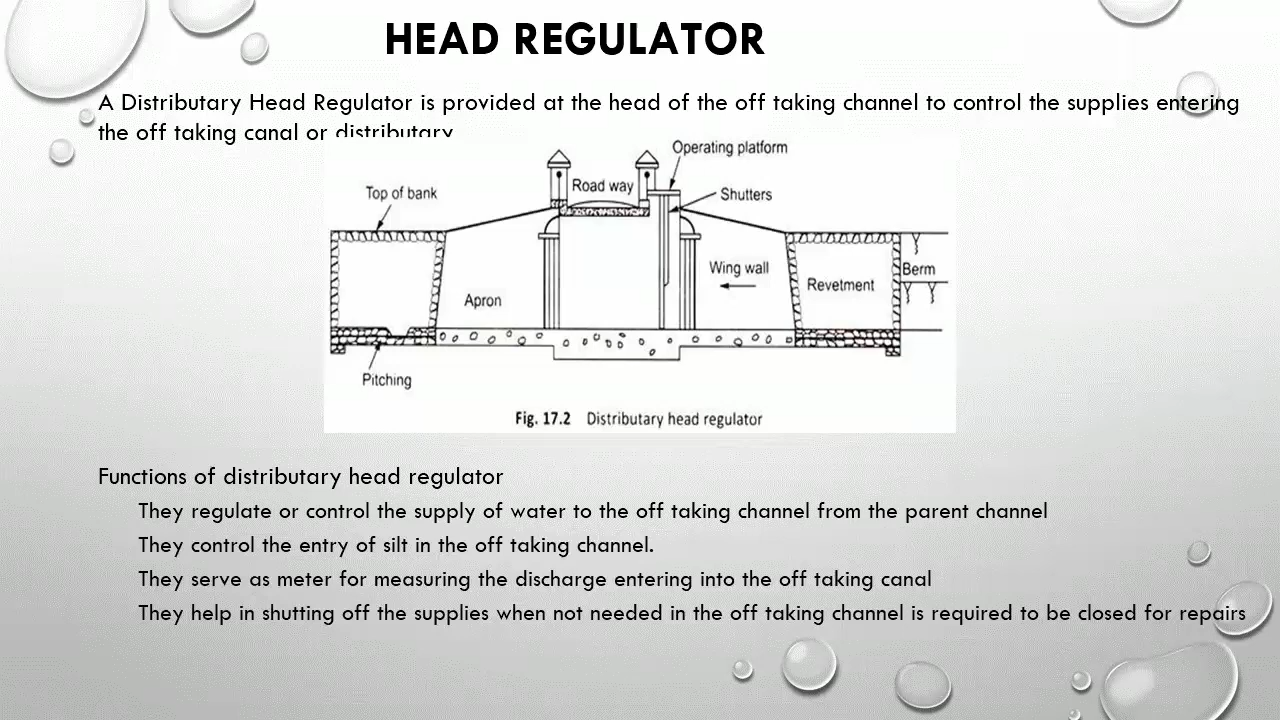 HEAD REGULATOR
A Distributary Head Regulator is provided at the head of the off taking channel to control the supplies entering
the off taking canal or distributary
Operating platform
Road way
Top of bank
Shutters
Wing wall
Berm
Revetment
Apron
Pitching
Fig. 17.2 Distributary head regulator
Functions of distributary head regulator
They regulate or control the supply of water to the off taking channel from the parent channel
They control the entry of silt in the off taking channel.
They serve as meter for measuring the discharge entering into the off taking canal
They help in shutting off the supplies when not needed in the off taking channel is required to be closed for repairs